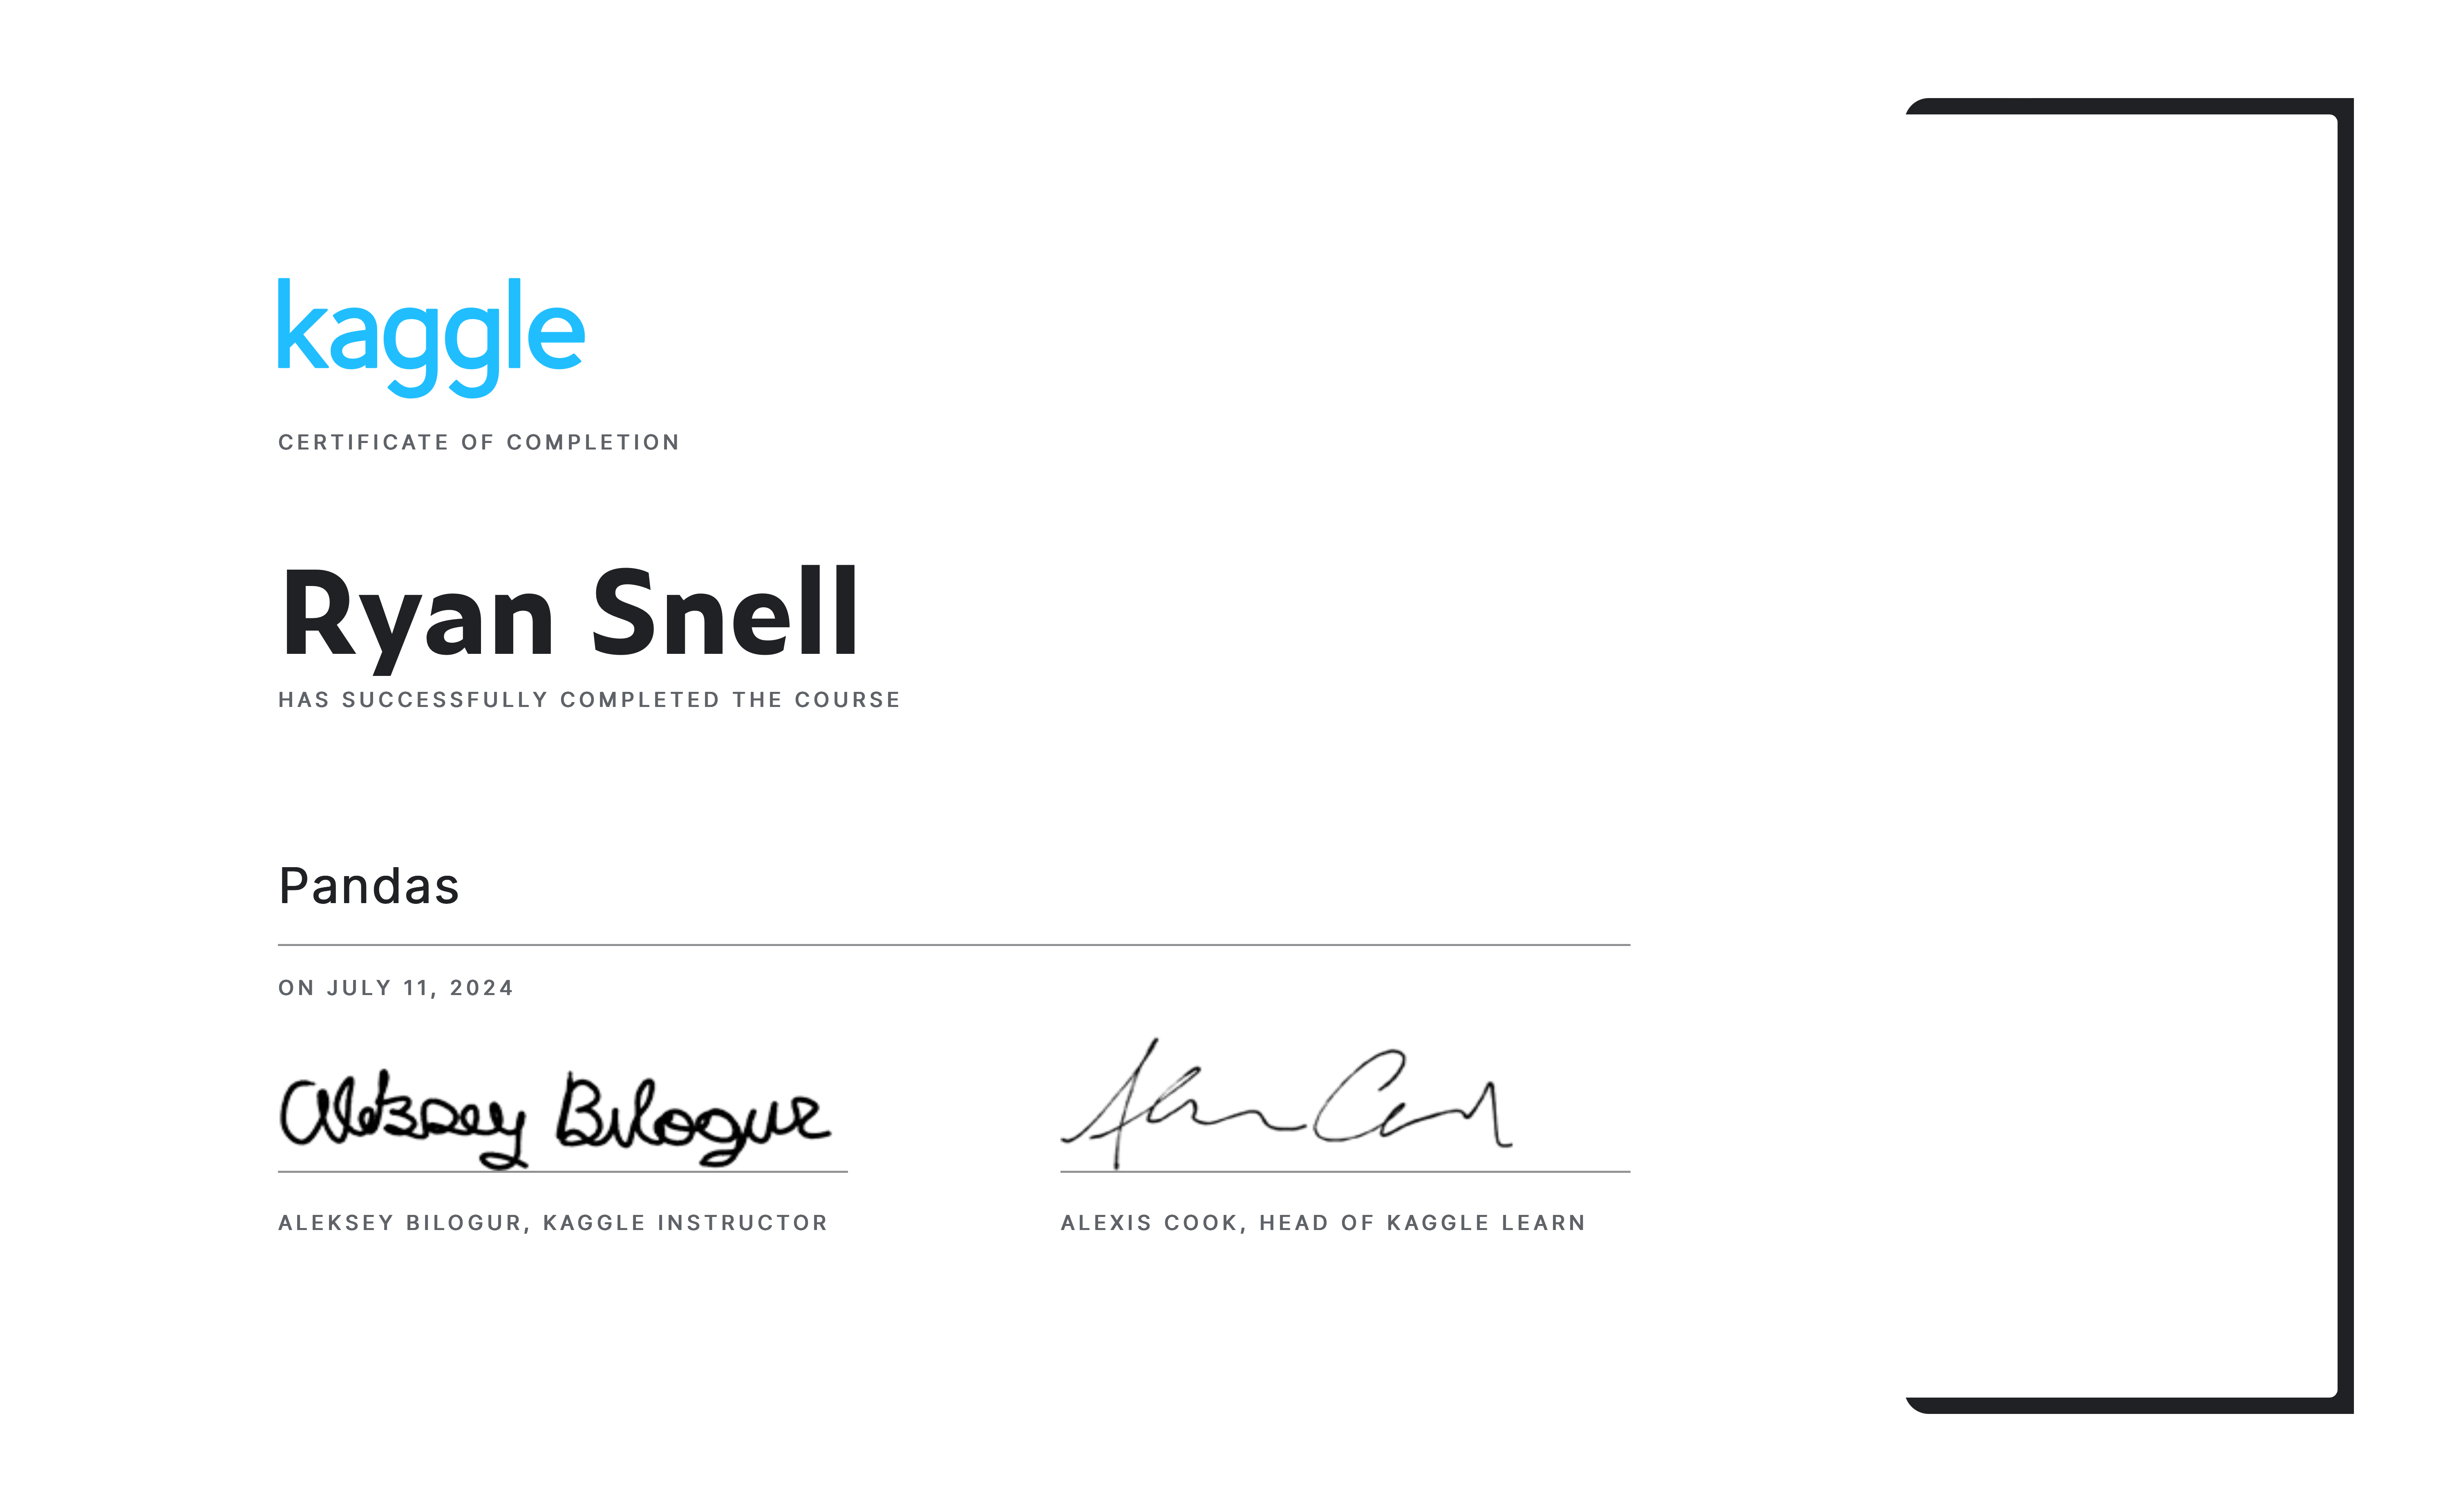 kaggle
CERTIFICATE OF COMPLETION
Ryan Snell
HAS SUCCESSFULLY COMPLETED THE COURSE
Pandas
ON JULY 11, 2024
Aleksey Bilogur
ALEKSEY BILOGUR, KAGGLE INSTRUCTOR
ALEXIS COOK, HEAD OF KAGGLE LEARN